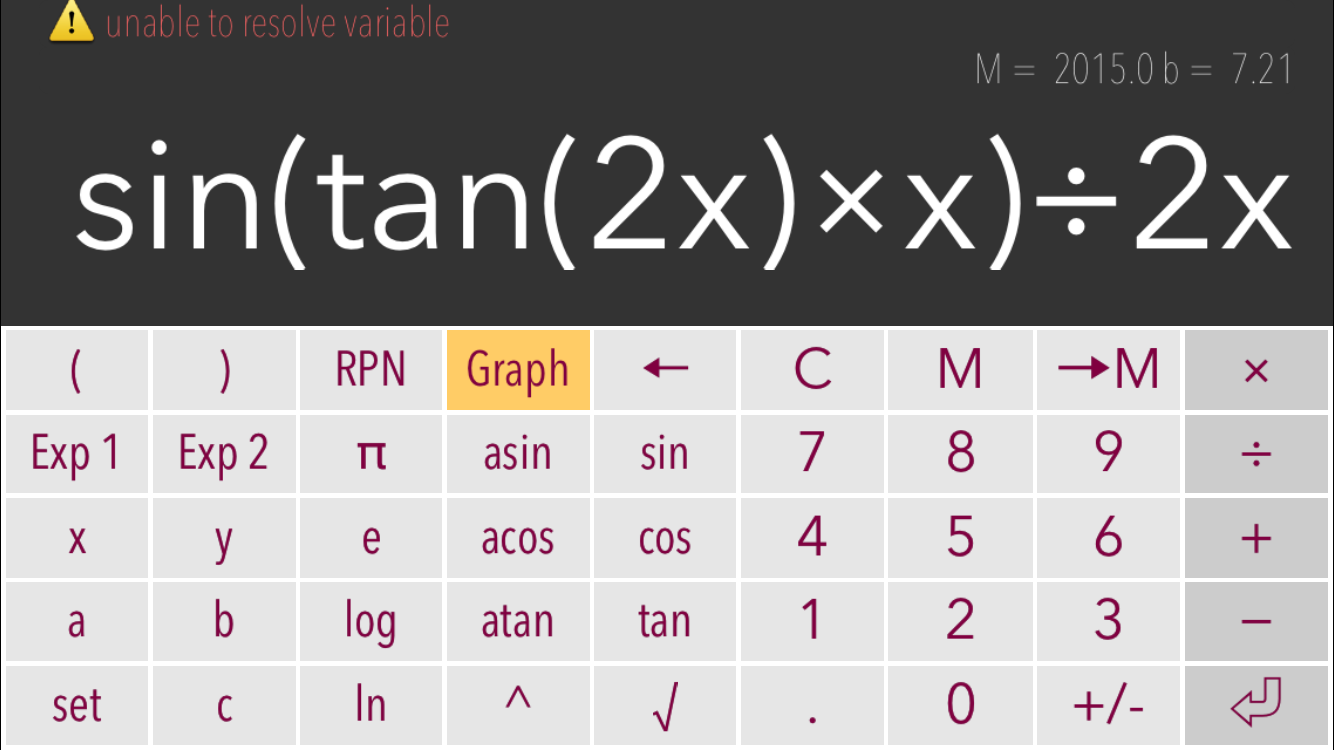 ⚠️ unable to resolve variable
M = 2015.0 b = 7.21
sin(tan(2x)×x)÷2x
( ) RPN Graph ← C M →M ×
Exp 1 Exp 2 π asin sin 7 8 9 ÷
x y e acos cos 4 5 6 +
a b log atan tan 1 2 3 −
set c ln ^ √ . 0 +/- ⏎